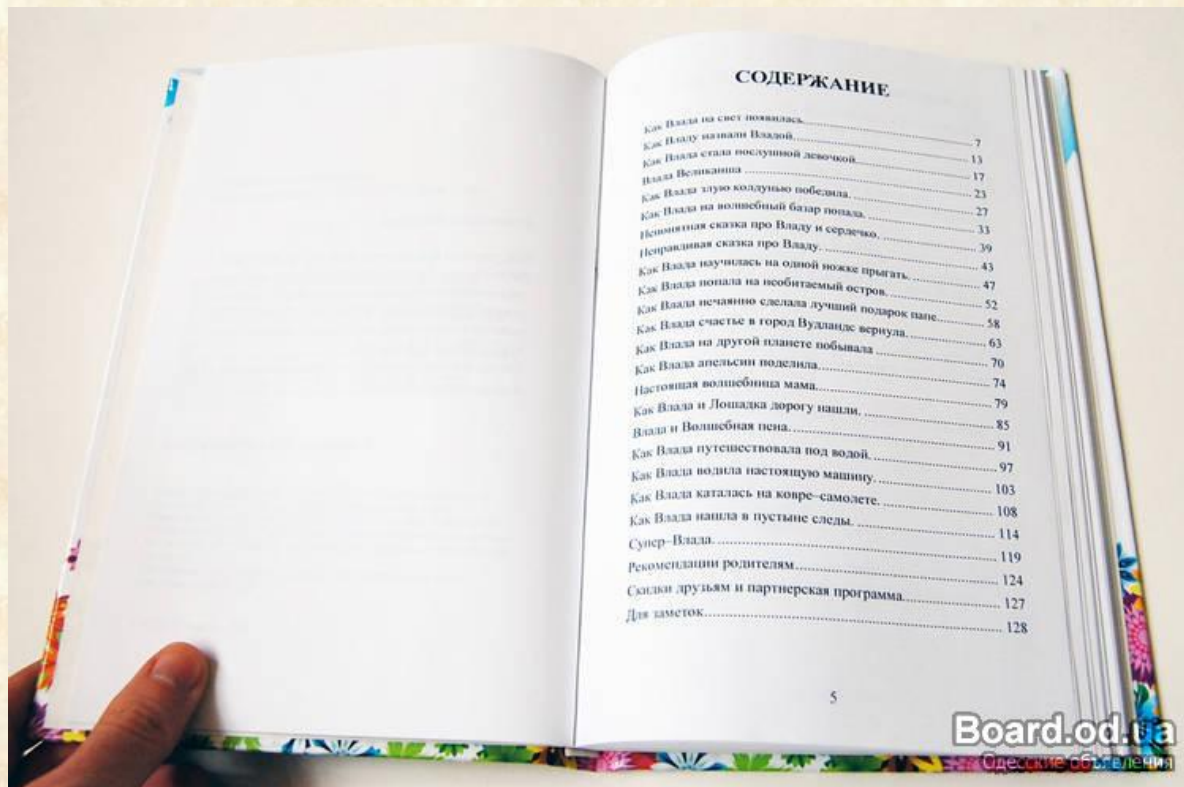 СОДЕРЖАНИЕ
Как Влада на свет появилась. 7
Как Владу назвали Владой. 13
Как Влада стала послушной девочкой. 17
Влада Великанша 23
Как Влада злую колдунью победила. 27
Как Влада на волшебный базар попала. 33
Непонятная сказка про Владу и сердечко. 39
Неправдивая сказка про Владу. 43
Как Влада научилась на одной ножке прыгать. 47
Как Влада попала на необитаемый остров. 52
Как Влада нечаянно сделала лучший подарок папе. 58
Как Влада счастье в город Вудландс вернула. 63
Как Влада на другой планете побывала 70
Как Влада апельсин поделила. 74
Настоящая волшебница мама. 79
Как Влада и Лошадка дорогу нашли. 85
Влада и Волшебная пена. 91
Как Влада путешествовала под водой. 97
Как Влада водила настоящую машину. 103
Как Влада каталась на ковре–самолете. 108
Как Влада нашла в пустыне следы. 114
Супер–Влада. 119
Рекомендации родителям 124
Скидки друзьям и партнерская программа. 127
Для заметок 128
5
Board.od.ua
Одесские объявления